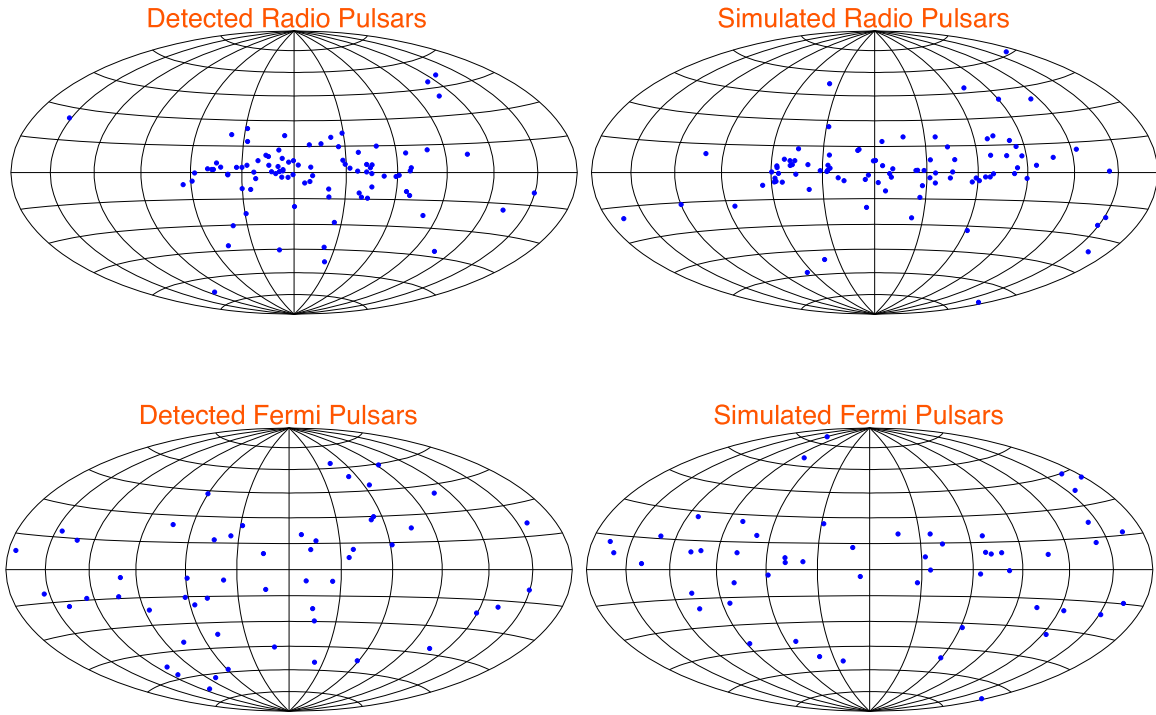 Detected Radio Pulsars
Simulated Radio Pulsars
Detected Fermi Pulsars
Simulated Fermi Pulsars